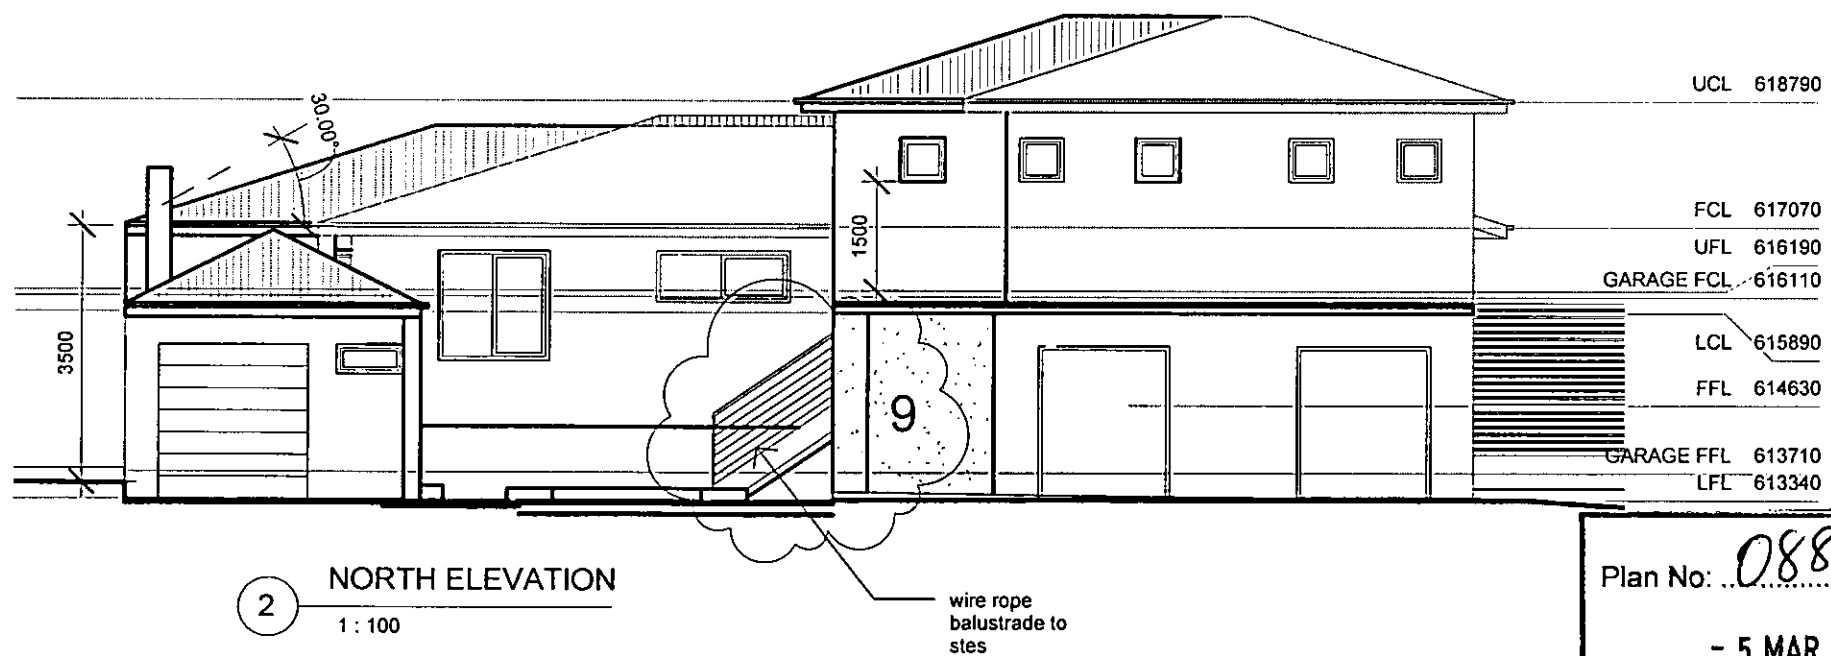 UCL 618790
30.00°
FCL 617070
UFL 616190
1500
GARAGE FCL 616110
3500
LCL 615890
FFL 614630
9
GARAGE FFL 613710
LFL 613340
2 NORTH ELEVATION
1 : 100
wire rope
balustrade to
stes
Plan No: 088
- 5 MAR